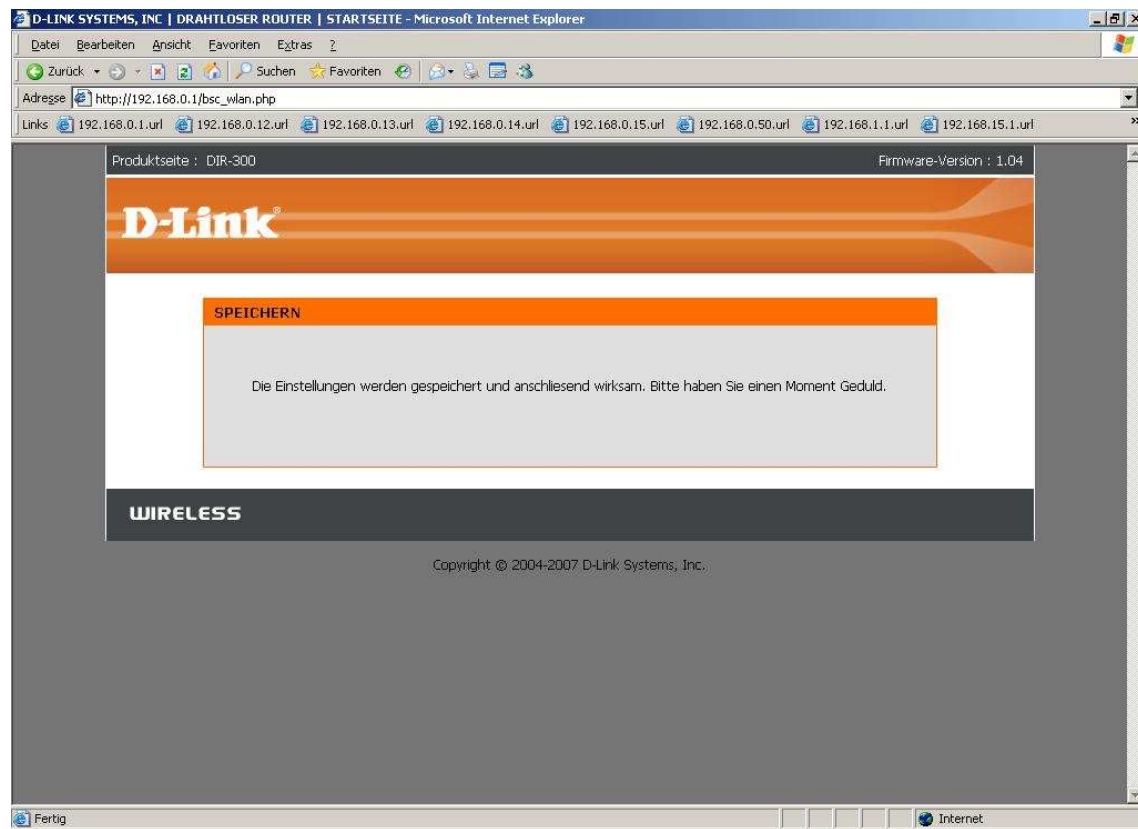 D-LINK SYSTEMS, INC | DRAHTLOSER ROUTER | STARTSEITE - Microsoft Internet Explorer
Datei Bearbeiten Ansicht Favoriten Extras ?
Zurück Suchen Favoriten
Adresse http://192.168.0.1/bsc_wlan.php
Links 192.168.0.1.url 192.168.0.12.url 192.168.0.13.url 192.168.0.14.url 192.168.0.15.url 192.168.0.50.url 192.168.1.1.url 192.168.15.1.url »
Produktseite : DIR-300 Firmware-Version : 1.04
D-Link®
SPEICHERN
Die Einstellungen werden gespeichert und anschliesend wirksam. Bitte haben Sie einen Moment Geduld.
WIRELESS
Copyright © 2004-2007 D-Link Systems, Inc.
Fertig Internet